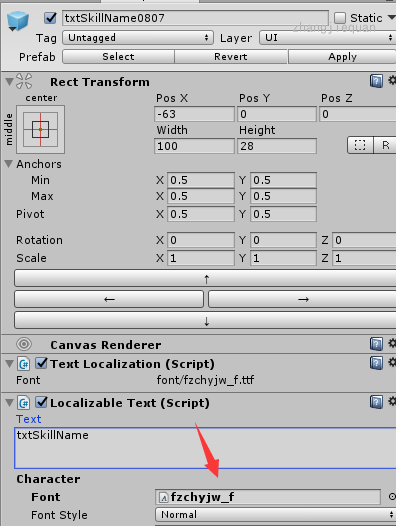 txtSkillName0807
Static
zhangjiequan
Tag Untagged Layer UI
Prefab Select Revert Apply
Rect Transform
center
middle
Pos X Pos Y Pos Z
-63 0 0
Width Height
100 28
R
Anchors
Min X 0.5 Y 0.5
Max X 0.5 Y 0.5
Pivot X 0.5 Y 0.5
Rotation X 0 Y 0 Z 0
Scale X 1 Y 1 Z 1
↑
← →
↓
Canvas Renderer
Text Localization (Script)
Font font/fzchyjw_f.ttf
Localizable Text (Script)
Text
txtSkillName
Character
Font fzchyjw_f
Font Style Normal